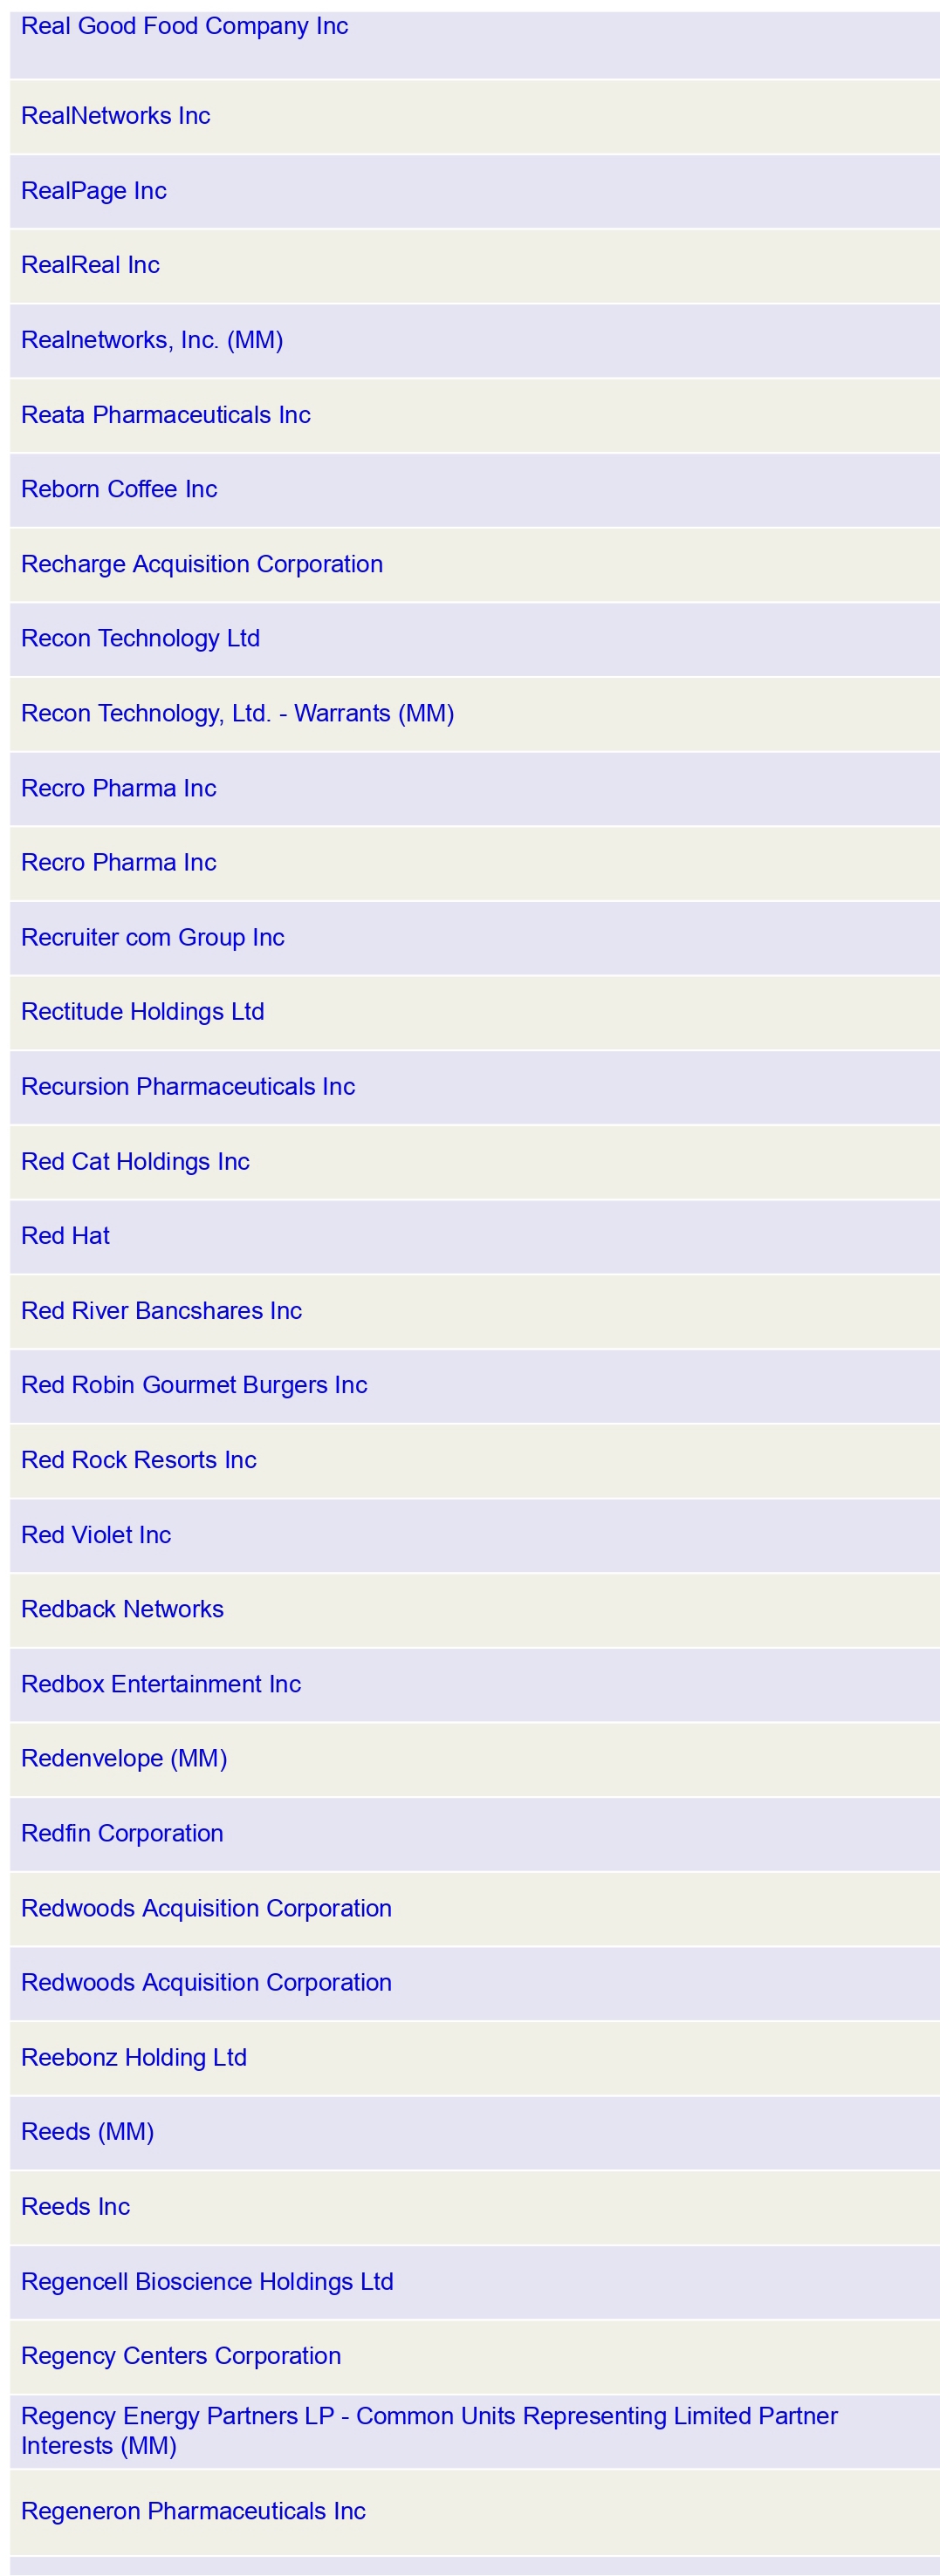 Real Good Food Company Inc
RealNetworks Inc
RealPage Inc
RealReal Inc
Realnetworks, Inc. (MM)
Reata Pharmaceuticals Inc
Reborn Coffee Inc
Recharge Acquisition Corporation
Recon Technology Ltd
Recon Technology, Ltd. - Warrants (MM)
Recro Pharma Inc
Recro Pharma Inc
Recruiter com Group Inc
Rectitude Holdings Ltd
Recursion Pharmaceuticals Inc
Red Cat Holdings Inc
Red Hat
Red River Bancshares Inc
Red Robin Gourmet Burgers Inc
Red Rock Resorts Inc
Red Violet Inc
Redback Networks
Redbox Entertainment Inc
Redenvelope (MM)
Redfin Corporation
Redwoods Acquisition Corporation
Redwoods Acquisition Corporation
Reebonz Holding Ltd
Reeds (MM)
Reeds Inc
Regencell Bioscience Holdings Ltd
Regency Centers Corporation
Regency Energy Partners LP - Common Units Representing Limited Partner
Interests (MM)
Regeneron Pharmaceuticals Inc